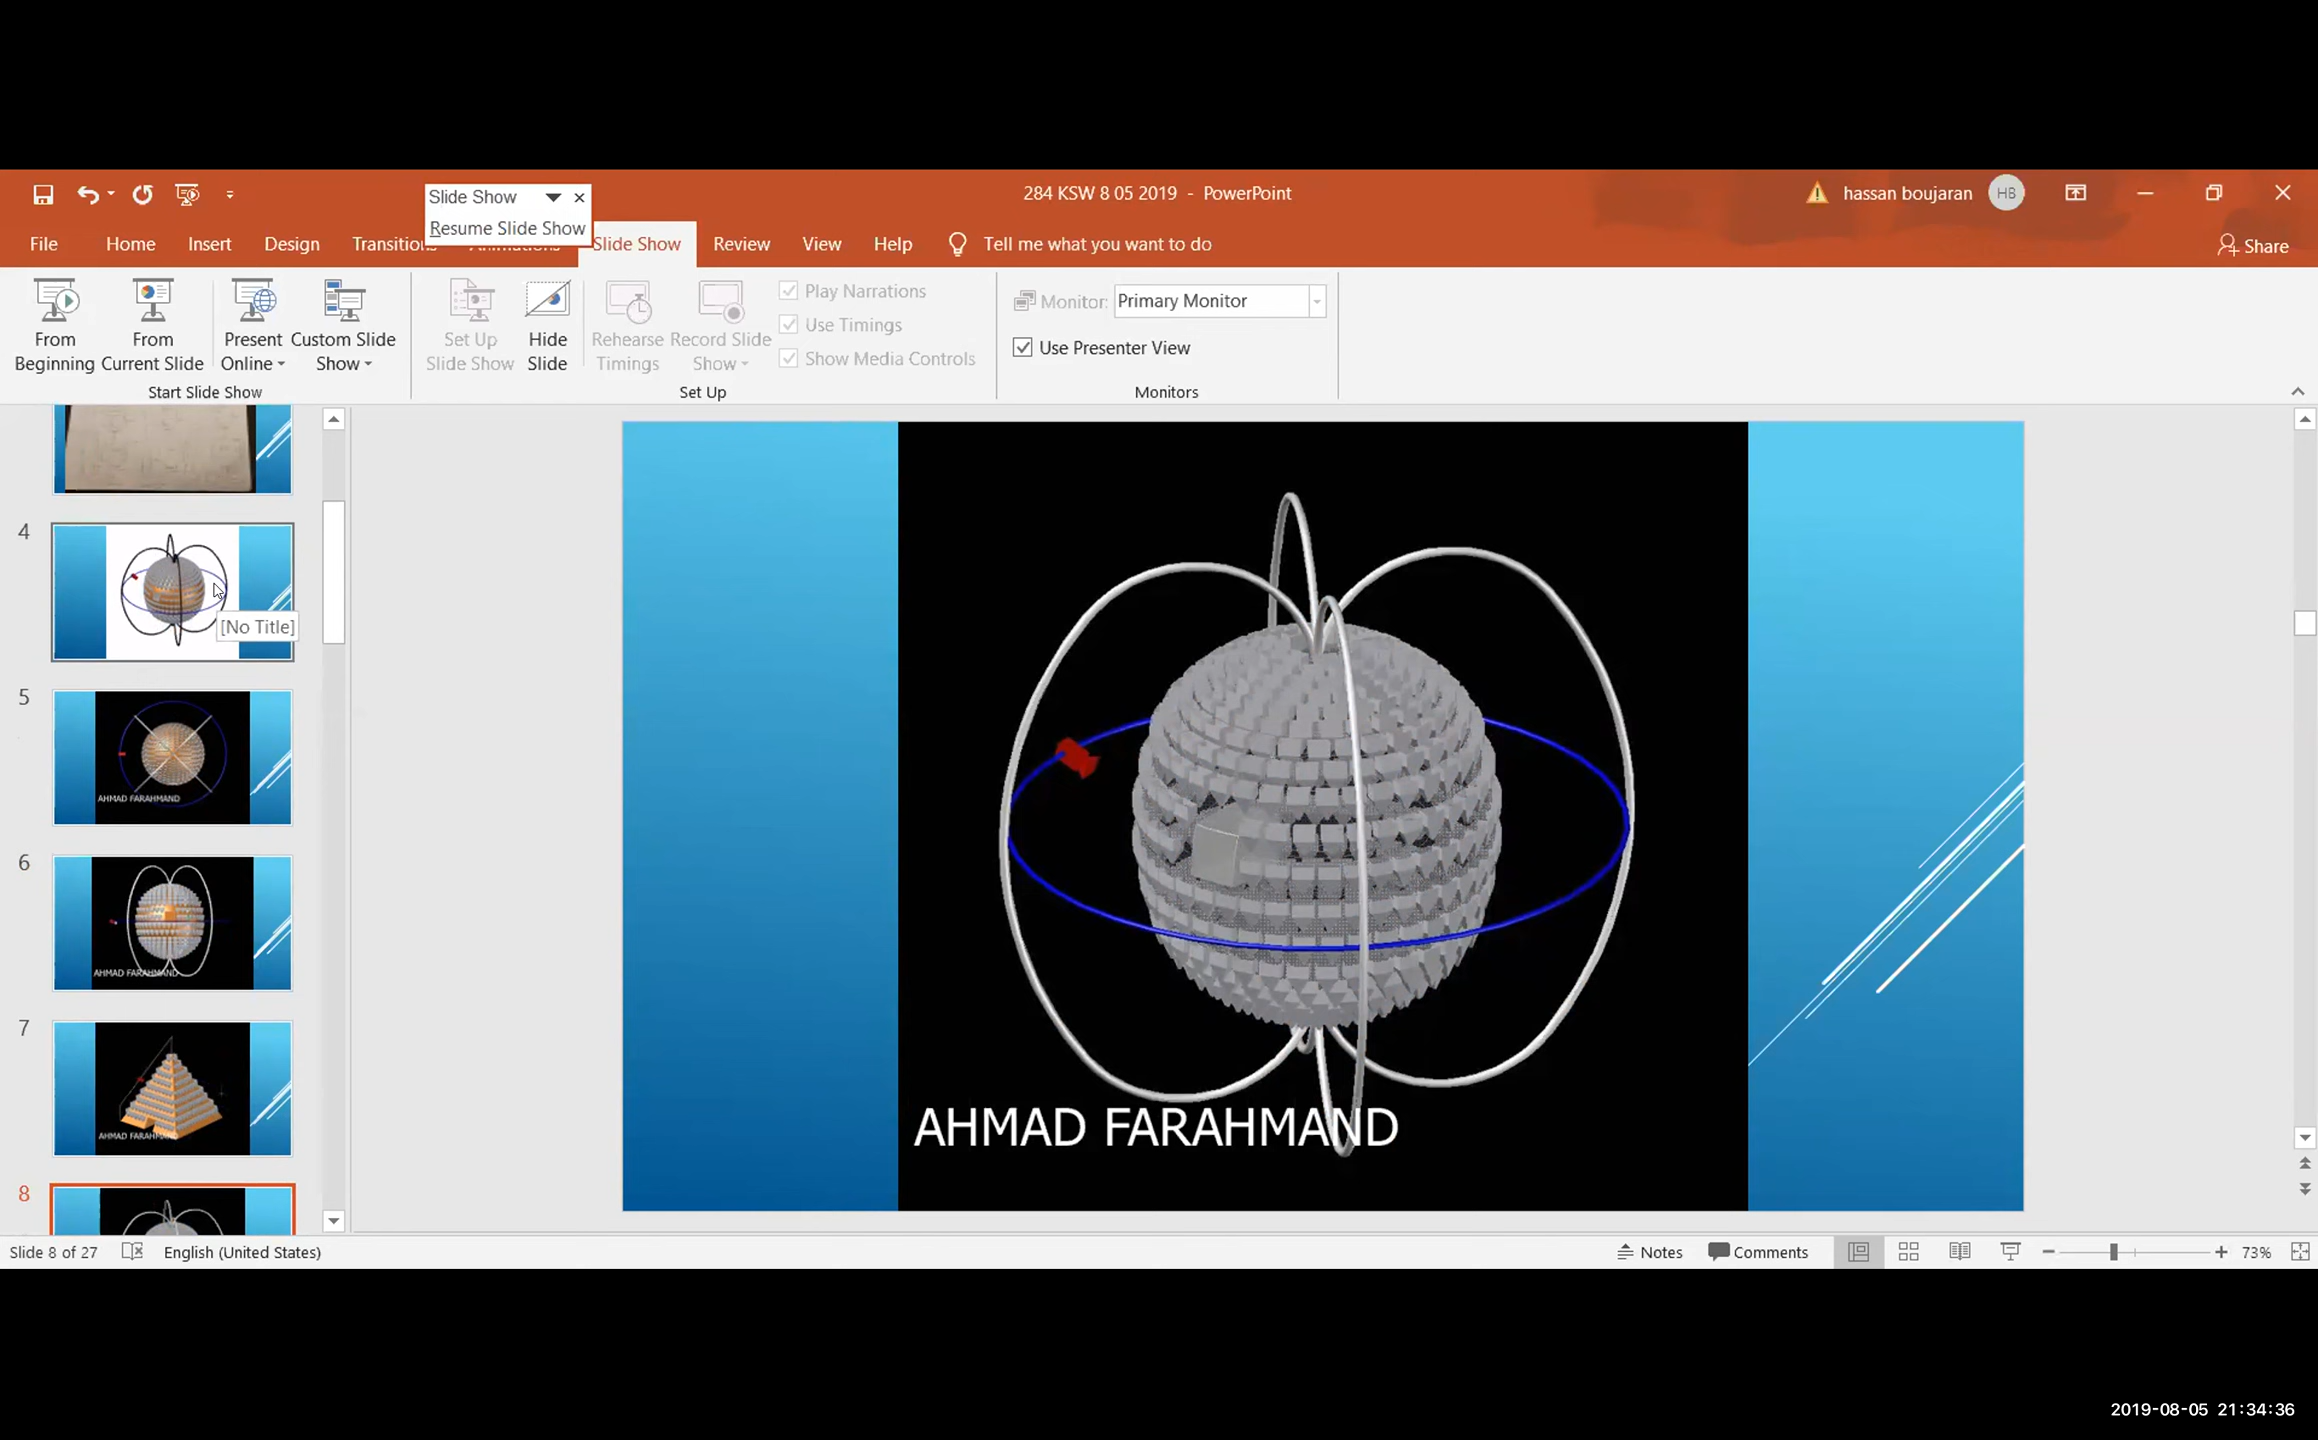 284 KSW 8 05 2019 - PowerPoint
hassan boujaran
HB
Slide Show
Resume Slide Show
File
Home
Insert
Design
Transitions
Animations
Slide Show
Review
View
Help
Tell me what you want to do
Share
From Beginning
From Current Slide
Present Online
Custom Slide Show
Start Slide Show
Set Up Slide Show
Hide Slide
Rehearse Timings
Record Slide Show
Play Narrations
Use Timings
Show Media Controls
Set Up
Monitor:
Primary Monitor
Use Presenter View
Monitors
4
[No Title]
5
AHMAD FARAHMAND
6
AHMAD FARAHMAND
7
AHMAD FARAHMAND
8
AHMAD FARAHMAND
Slide 8 of 27
English (United States)
Notes
Comments
73%
2019-08-05 21:34:36